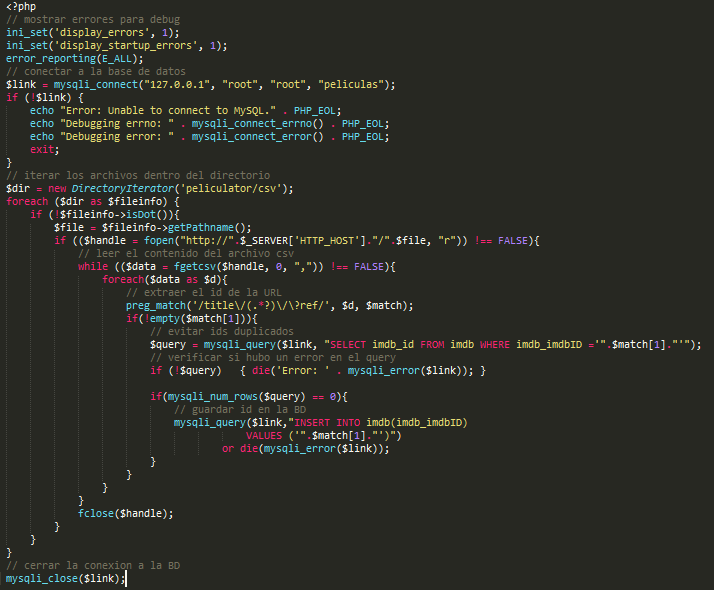 <?php
// mostrar errores para debug
ini_set('display_errors', 1);
ini_set('display_startup_errors', 1);
error_reporting(E_ALL);
// conectar a la base de datos
$link = mysqli_connect("127.0.0.1", "root", "root", "peliculas");
if (!$link) {
    echo "Error: Unable to connect to MySQL." . PHP_EOL;
    echo "Debugging errno: " . mysqli_connect_errno() . PHP_EOL;
    echo "Debugging error: " . mysqli_connect_error() . PHP_EOL;
    exit;
}
// iterar los archivos dentro del directorio
$dir = new DirectoryIterator('peliculator/csv');
foreach ($dir as $fileinfo) {
    if (!$fileinfo->isDot()){
        $file = $fileinfo->getPathname();
        if (($handle = fopen("http://".$_SERVER['HTTP_HOST']."/".$file, "r")) !== FALSE){
            // leer el contenido del archivo csv
            while (($data = fgetcsv($handle, 0, ",")) !== FALSE){
                foreach($data as $d){
                    // extraer el id de la URL
                    preg_match('/title\/(.*?)\/\?ref/', $d, $match);
                    if(!empty($match[1])){
                        // evitar ids duplicados
                        $query = mysqli_query($link, "SELECT imdb_id FROM imdb WHERE imdb_imdbID ='".$match[1]."'");
                        // verificar si hubo un error en el query
                        if (!$query)   { die('Error: ' . mysqli_error($link)); }

                        if(mysqli_num_rows($query) == 0){
                            // guardar id en la BD
                            mysqli_query($link,"INSERT INTO imdb(imdb_imdbID)
                                        VALUES ('".$match[1]."')")
                                    or die(mysqli_error($link));
                        }
                    }
                }
            }
            fclose($handle);
        }
    }
}
// cerrar la conexion a la BD
mysqli_close($link);